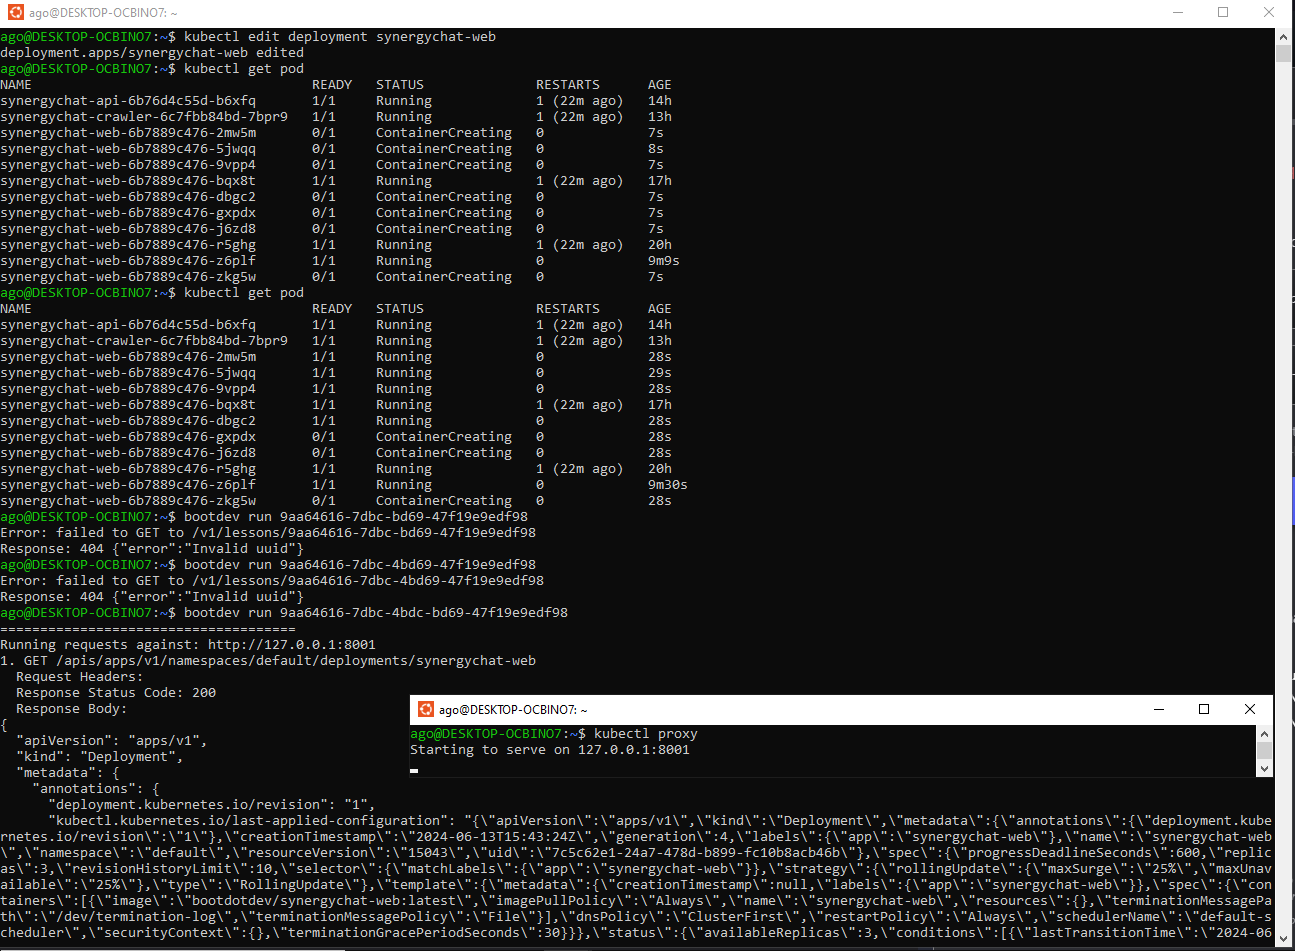 ago@DESKTOP-OCBINO7: ~
ago@DESKTOP-OCBINO7:~$ kubectl edit deployment synergychat-web
deployment.apps/synergychat-web edited
ago@DESKTOP-OCBINO7:~$ kubectl get pod
NAME READY STATUS RESTARTS AGE
synergychat-api-6b76d4c55d-b6xfq 1/1 Running 1 (22m ago) 14h
synergychat-crawler-6c7fbb84bd-7bpr9 1/1 Running 1 (22m ago) 13h
synergychat-web-6b7889c476-2mw5m 0/1 ContainerCreating 0 7s
synergychat-web-6b7889c476-5jwqq 0/1 ContainerCreating 0 8s
synergychat-web-6b7889c476-9vpp4 0/1 ContainerCreating 0 7s
synergychat-web-6b7889c476-bqx8t 1/1 Running 1 (22m ago) 17h
synergychat-web-6b7889c476-dbgc2 0/1 ContainerCreating 0 7s
synergychat-web-6b7889c476-gxpdx 0/1 ContainerCreating 0 7s
synergychat-web-6b7889c476-j6zd8 0/1 ContainerCreating 0 7s
synergychat-web-6b7889c476-r5ghg 1/1 Running 1 (22m ago) 20h
synergychat-web-6b7889c476-z6plf 1/1 Running 0 9m9s
synergychat-web-6b7889c476-zkg5w 0/1 ContainerCreating 0 7s
ago@DESKTOP-OCBINO7:~$ kubectl get pod
NAME READY STATUS RESTARTS AGE
synergychat-api-6b76d4c55d-b6xfq 1/1 Running 1 (22m ago) 14h
synergychat-crawler-6c7fbb84bd-7bpr9 1/1 Running 1 (22m ago) 13h
synergychat-web-6b7889c476-2mw5m 1/1 Running 0 28s
synergychat-web-6b7889c476-5jwqq 1/1 Running 0 29s
synergychat-web-6b7889c476-9vpp4 1/1 Running 0 28s
synergychat-web-6b7889c476-bqx8t 1/1 Running 1 (22m ago) 17h
synergychat-web-6b7889c476-dbgc2 1/1 Running 0 28s
synergychat-web-6b7889c476-gxpdx 0/1 ContainerCreating 0 28s
synergychat-web-6b7889c476-j6zd8 0/1 ContainerCreating 0 28s
synergychat-web-6b7889c476-r5ghg 1/1 Running 1 (22m ago) 20h
synergychat-web-6b7889c476-z6plf 1/1 Running 0 9m30s
synergychat-web-6b7889c476-zkg5w 0/1 ContainerCreating 0 28s
ago@DESKTOP-OCBINO7:~$ bootdev run 9aa64616-7dbc-bd69-47f19e9edf98
Error: failed to GET to /v1/lessons/9aa64616-7dbc-bd69-47f19e9edf98
Response: 404 {"error":"Invalid uuid"}
ago@DESKTOP-OCBINO7:~$ bootdev run 9aa64616-7dbc-4bd69-47f19e9edf98
Error: failed to GET to /v1/lessons/9aa64616-7dbc-4bd69-47f19e9edf98
Response: 404 {"error":"Invalid uuid"}
ago@DESKTOP-OCBINO7:~$ bootdev run 9aa64616-7dbc-4bdc-bd69-47f19e9edf98
=====================================
Running requests against: http://127.0.0.1:8001
1. GET /apis/apps/v1/namespaces/default/deployments/synergychat-web
Request Headers:
Response Status Code: 200
Response Body:
{
"apiVersion": "apps/v1",
"kind": "Deployment",
"metadata": {
"annotations": {
"deployment.kubernetes.io/revision": "1",
"kubectl.kubernetes.io/last-applied-configuration": "{\"apiVersion\":\"apps/v1\",\"kind\":\"Deployment\",\"metadata\":{\"annotations\":{\"deployment.kube
rnetes.io/revision\":\"1\"},\"creationTimestamp\":\"2024-06-13T15:43:24Z\",\"generation\":4,\"labels\":{\"app\":\"synergychat-web\"},\"name\":\"synergychat-web
\",\"namespace\":\"default\",\"resourceVersion\":\"15043\",\"uid\":\"7c5c62e1-24a7-478d-b899-fc10b8acb46b\"},\"spec\":{\"progressDeadlineSeconds\":600,\"replic
as\":3,\"revisionHistoryLimit\":10,\"selector\":{\"matchLabels\":{\"app\":\"synergychat-web\"}},\"strategy\":{\"rollingUpdate\":{\"maxSurge\":\"25%\",\"maxUnav
ailable\":\"25%\"},\"type\":\"RollingUpdate\"},\"template\":{\"metadata\":{\"creationTimestamp\":null,\"labels\":{\"app\":\"synergychat-web\"}},\"spec\":{\"con
tainers\":[{\"image\":\"bootdotdev/synergychat-web:latest\",\"imagePullPolicy\":\"Always\",\"name\":\"synergychat-web\",\"resources\":{},\"terminationMessagePa
th\":\"/dev/termination-log\",\"terminationMessagePolicy\":\"File\"}],\"dnsPolicy\":\"ClusterFirst\",\"restartPolicy\":\"Always\",\"schedulerName\":\"default-s
cheduler\",\"securityContext\":{},\"terminationGracePeriodSeconds\":30}}},\"status\":{\"availableReplicas\":3,\"conditions\":[{\"lastTransitionTime\":\"2024-06
ago@DESKTOP-OCBINO7: ~
ago@DESKTOP-OCBINO7:~$ kubectl proxy
Starting to serve on 127.0.0.1:8001